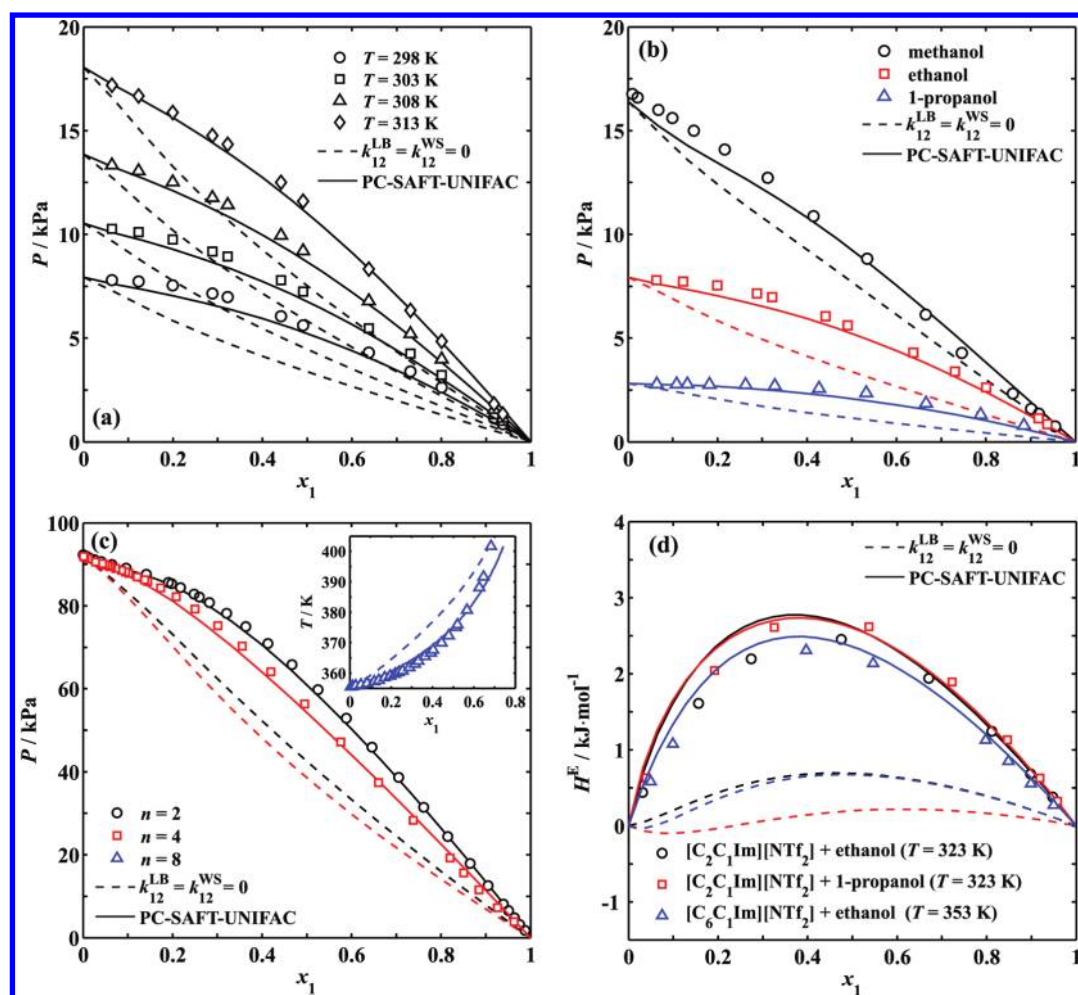 (a)
T = 298 K
T = 303 K
T = 308 K
T = 313 K
k₁₂ᴸᴮ = k₁₂ᵂˢ = 0
PC-SAFT-UNIFAC
20
15
10
5
0
P / kPa
0 0.2 0.4 0.6 0.8 1
x₁
(b)
methanol
ethanol
1-propanol
k₁₂ᴸᴮ = k₁₂ᵂˢ = 0
PC-SAFT-UNIFAC
20
15
10
5
0
P / kPa
0 0.2 0.4 0.6 0.8 1
x₁
(c)
100
80
60
40
20
0
P / kPa
400
390
380
370
360
T / K
0 0.2 0.4 0.6 0.8
x₁
n = 2
n = 4
n = 8
k₁₂ᴸᴮ = k₁₂ᵂˢ = 0
PC-SAFT-UNIFAC
0 0.2 0.4 0.6 0.8 1
x₁
(d)
k₁₂ᴸᴮ = k₁₂ᵂˢ = 0
PC-SAFT-UNIFAC
4
3
2
1
0
-1
Hᴱ / kJ·mol⁻¹
[C₂C₁Im][NTf₂] + ethanol (T = 323 K)
[C₂C₁Im][NTf₂] + 1-propanol (T = 323 K)
[C₆C₁Im][NTf₂] + ethanol (T = 353 K)
0 0.2 0.4 0.6 0.8 1
x₁